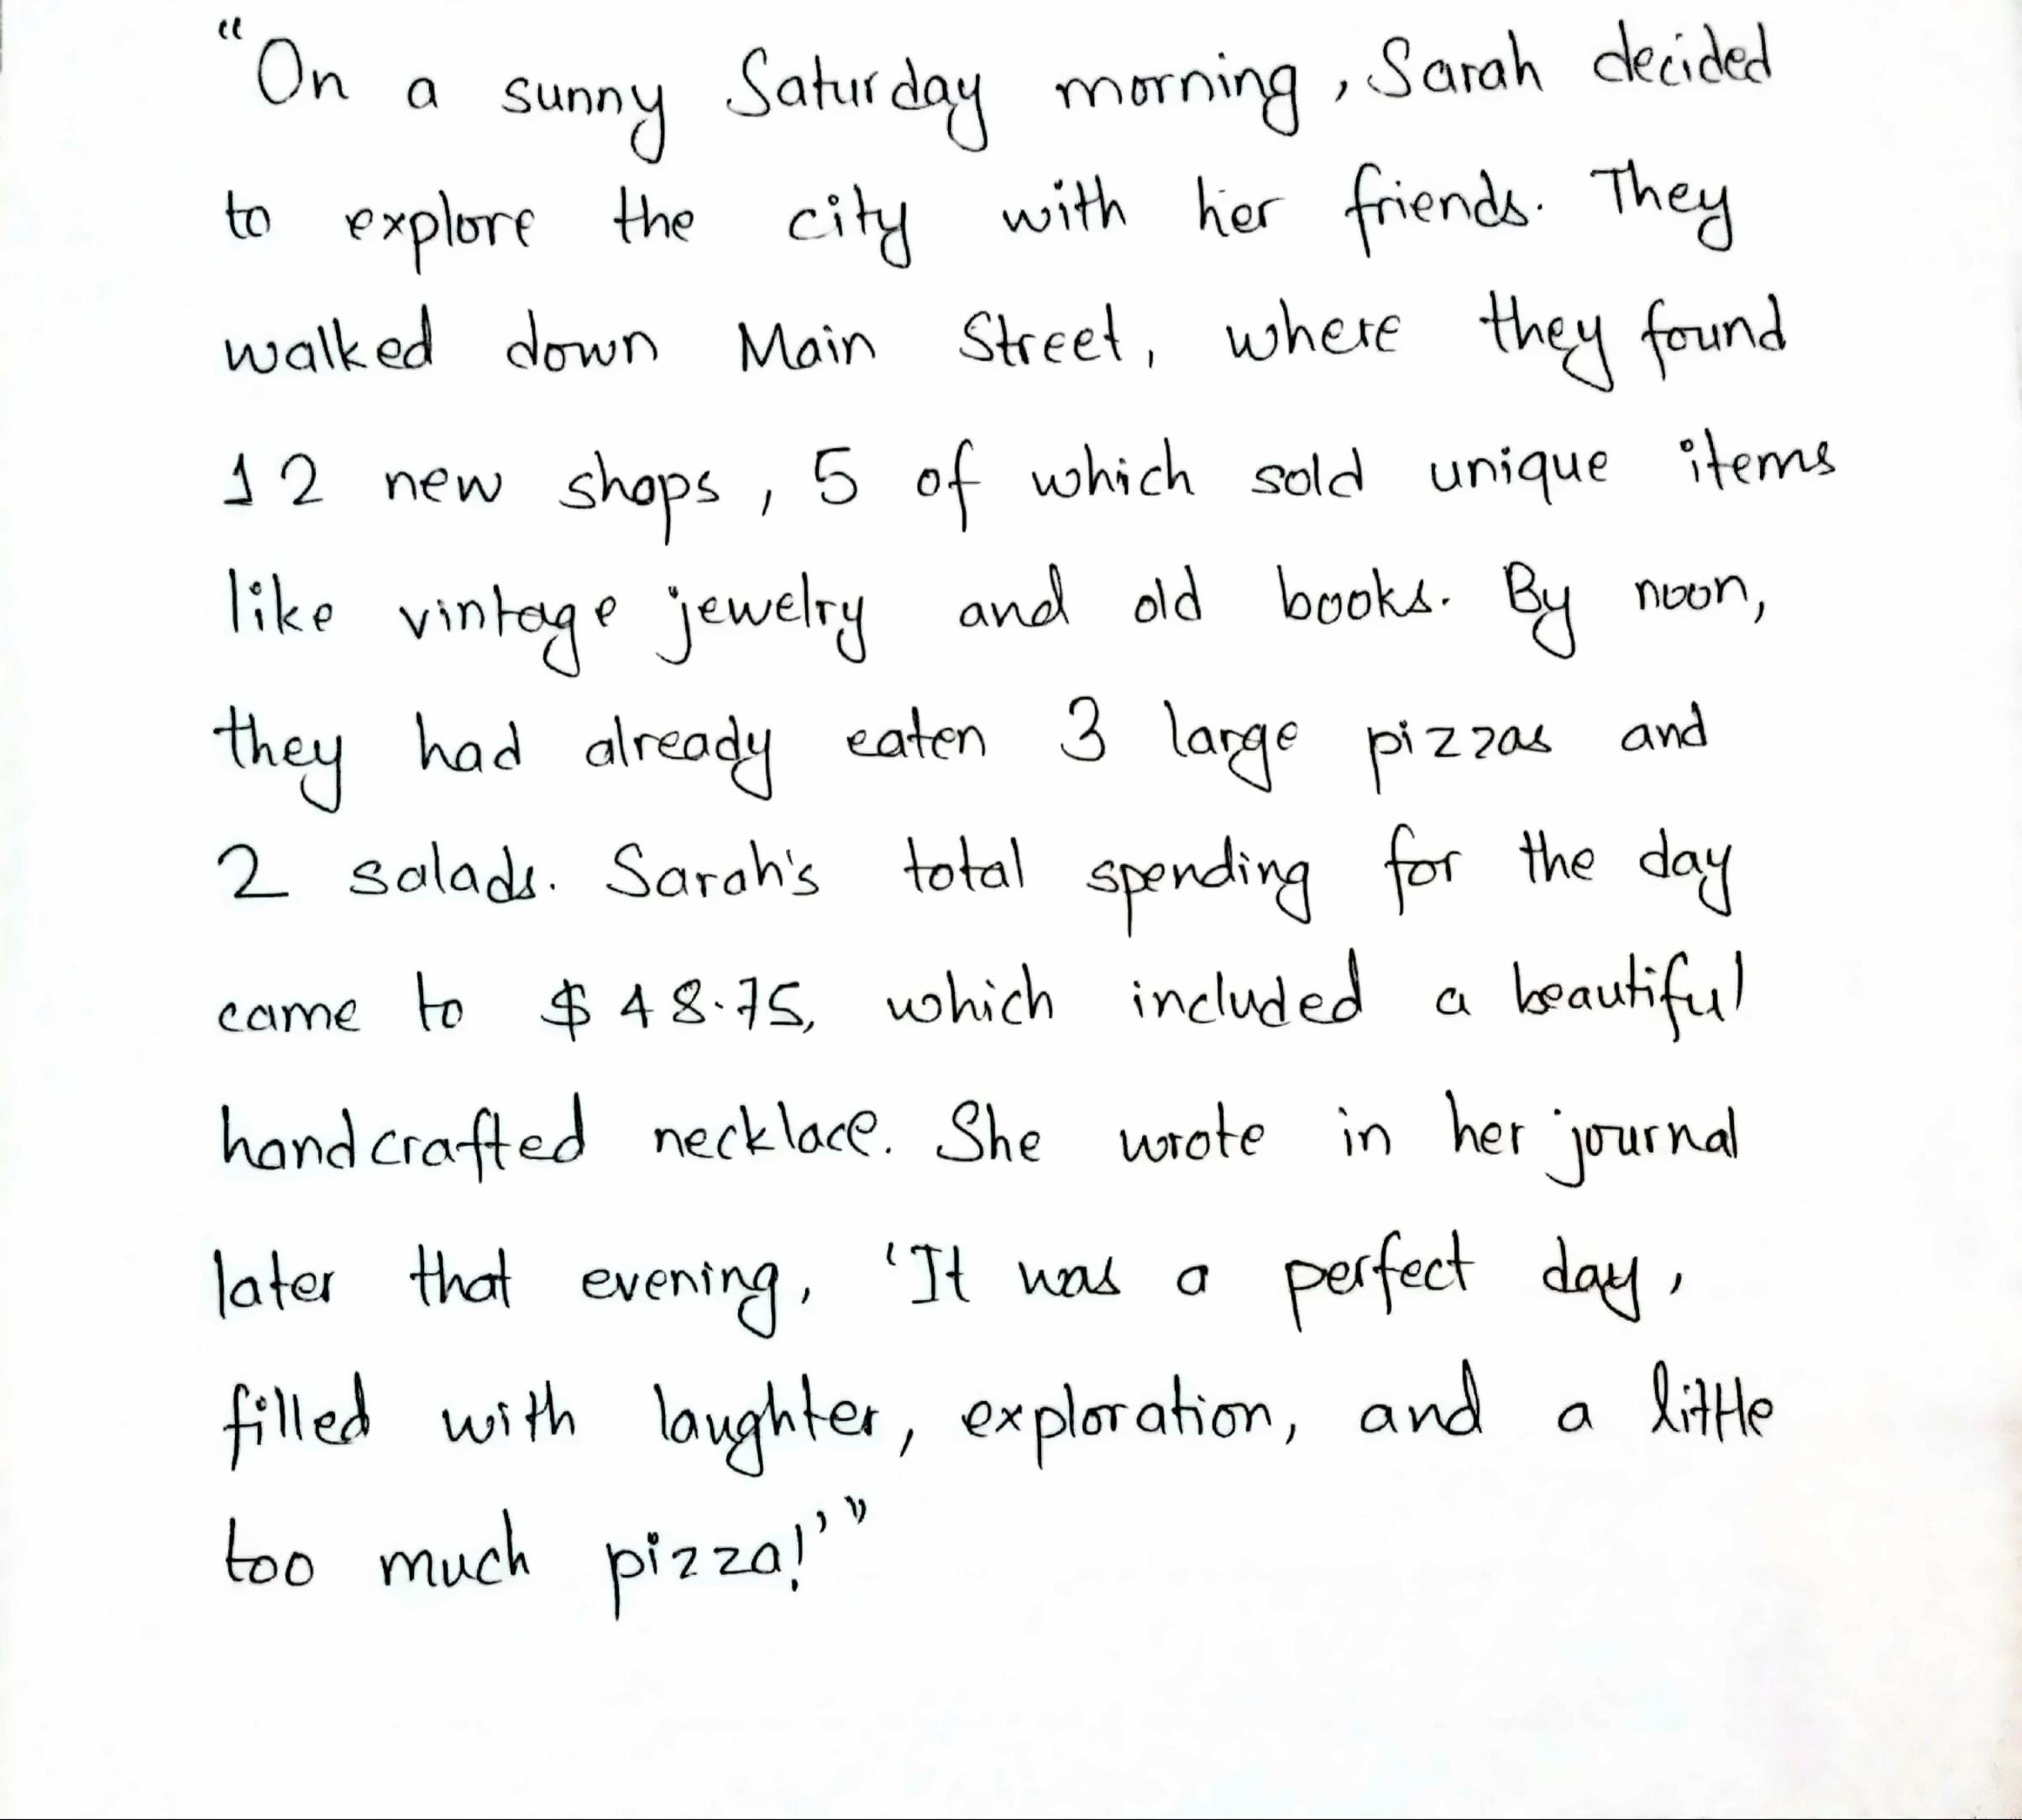 “On a sunny Saturday morning, Sarah decided
to explore the city with her friends. They
walked down Main Street, where they found
12 new shops, 5 of which sold unique items
like vintage jewelry and old books. By noon,
they had already eaten 3 large pizzas and
2 salads. Sarah's total spending for the day
came to $48.75, which included a beautiful
handcrafted necklace. She wrote in her journal
later that evening, ‘It was a perfect day,
filled with laughter, exploration, and a little
too much pizza!’”